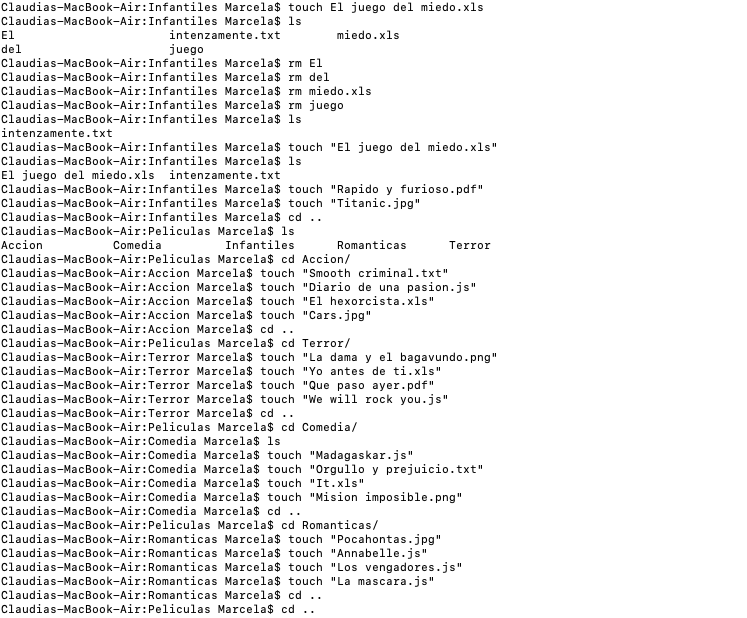 Claudias-MacBook-Air:Infantiles Marcela$ touch El juego del miedo.xls
Claudias-MacBook-Air:Infantiles Marcela$ ls
El                      intenzamente.txt        miedo.xls
del                     juego
Claudias-MacBook-Air:Infantiles Marcela$ rm El
Claudias-MacBook-Air:Infantiles Marcela$ rm del
Claudias-MacBook-Air:Infantiles Marcela$ rm miedo.xls
Claudias-MacBook-Air:Infantiles Marcela$ rm juego
Claudias-MacBook-Air:Infantiles Marcela$ ls
intenzamente.txt
Claudias-MacBook-Air:Infantiles Marcela$ touch "El juego del miedo.xls"
Claudias-MacBook-Air:Infantiles Marcela$ ls
El juego del miedo.xls  intenzamente.txt
Claudias-MacBook-Air:Infantiles Marcela$ touch "Rapido y furioso.pdf"
Claudias-MacBook-Air:Infantiles Marcela$ touch "Titanic.jpg"
Claudias-MacBook-Air:Infantiles Marcela$ cd ..
Claudias-MacBook-Air:Peliculas Marcela$ ls
Accion          Comedia         Infantiles      Romanticas      Terror
Claudias-MacBook-Air:Peliculas Marcela$ cd Accion/
Claudias-MacBook-Air:Accion Marcela$ touch "Smooth criminal.txt"
Claudias-MacBook-Air:Accion Marcela$ touch "Diario de una pasion.js"
Claudias-MacBook-Air:Accion Marcela$ touch "El hexorcista.xls"
Claudias-MacBook-Air:Accion Marcela$ touch "Cars.jpg"
Claudias-MacBook-Air:Accion Marcela$ cd ..
Claudias-MacBook-Air:Peliculas Marcela$ cd Terror/
Claudias-MacBook-Air:Terror Marcela$ touch "La dama y el bagavundo.png"
Claudias-MacBook-Air:Terror Marcela$ touch "Yo antes de ti.xls"
Claudias-MacBook-Air:Terror Marcela$ touch "Que paso ayer.pdf"
Claudias-MacBook-Air:Terror Marcela$ touch "We will rock you.js"
Claudias-MacBook-Air:Terror Marcela$ cd ..
Claudias-MacBook-Air:Peliculas Marcela$ cd Comedia/
Claudias-MacBook-Air:Comedia Marcela$ ls
Claudias-MacBook-Air:Comedia Marcela$ touch "Madagaskar.js"
Claudias-MacBook-Air:Comedia Marcela$ touch "Orgullo y prejuicio.txt"
Claudias-MacBook-Air:Comedia Marcela$ touch "It.xls"
Claudias-MacBook-Air:Comedia Marcela$ touch "Mision imposible.png"
Claudias-MacBook-Air:Comedia Marcela$ cd ..
Claudias-MacBook-Air:Peliculas Marcela$ cd Romanticas/
Claudias-MacBook-Air:Romanticas Marcela$ touch "Pocahontas.jpg"
Claudias-MacBook-Air:Romanticas Marcela$ touch "Annabelle.js"
Claudias-MacBook-Air:Romanticas Marcela$ touch "Los vengadores.js"
Claudias-MacBook-Air:Romanticas Marcela$ touch "La mascara.js"
Claudias-MacBook-Air:Romanticas Marcela$ cd ..
Claudias-MacBook-Air:Peliculas Marcela$ cd ..